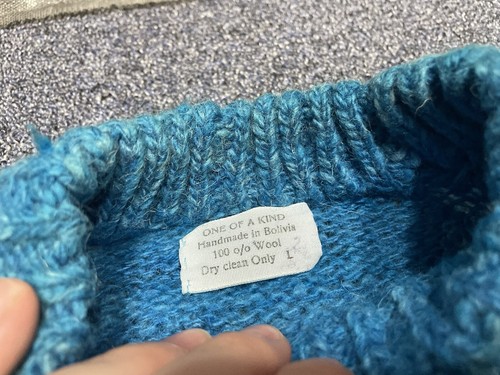 ONE OF A KIND
Handmade in Bolivia
100 o/o Wool
Dry clean Only L